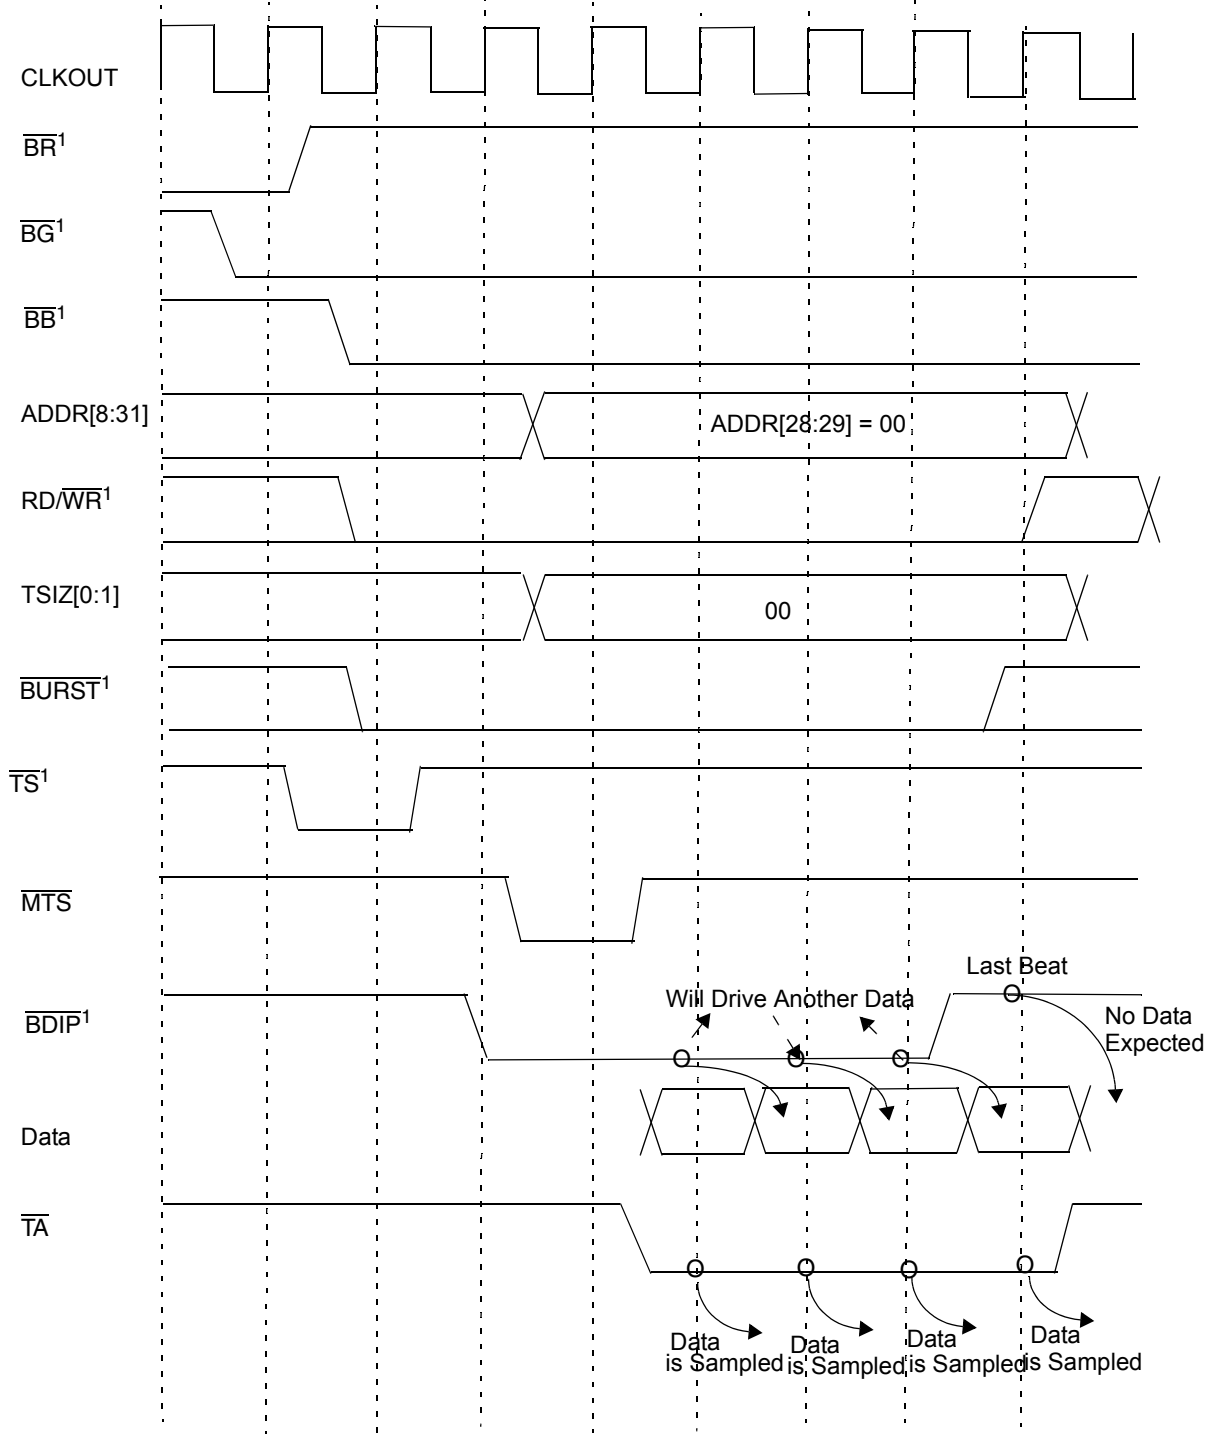 CLKOUT
BR1
BG1
BB1
ADDR[8:31]
ADDR[28:29] = 00
RD/WR1
TSIZ[0:1]
00
BURST1
TS1
MTS
Last Beat
BDIP1
Will Drive Another Data
No Data
Expected
Data
TA
Data
is Sampled
Data
is Sampled
Data
is Sampled
Data
is Sampled